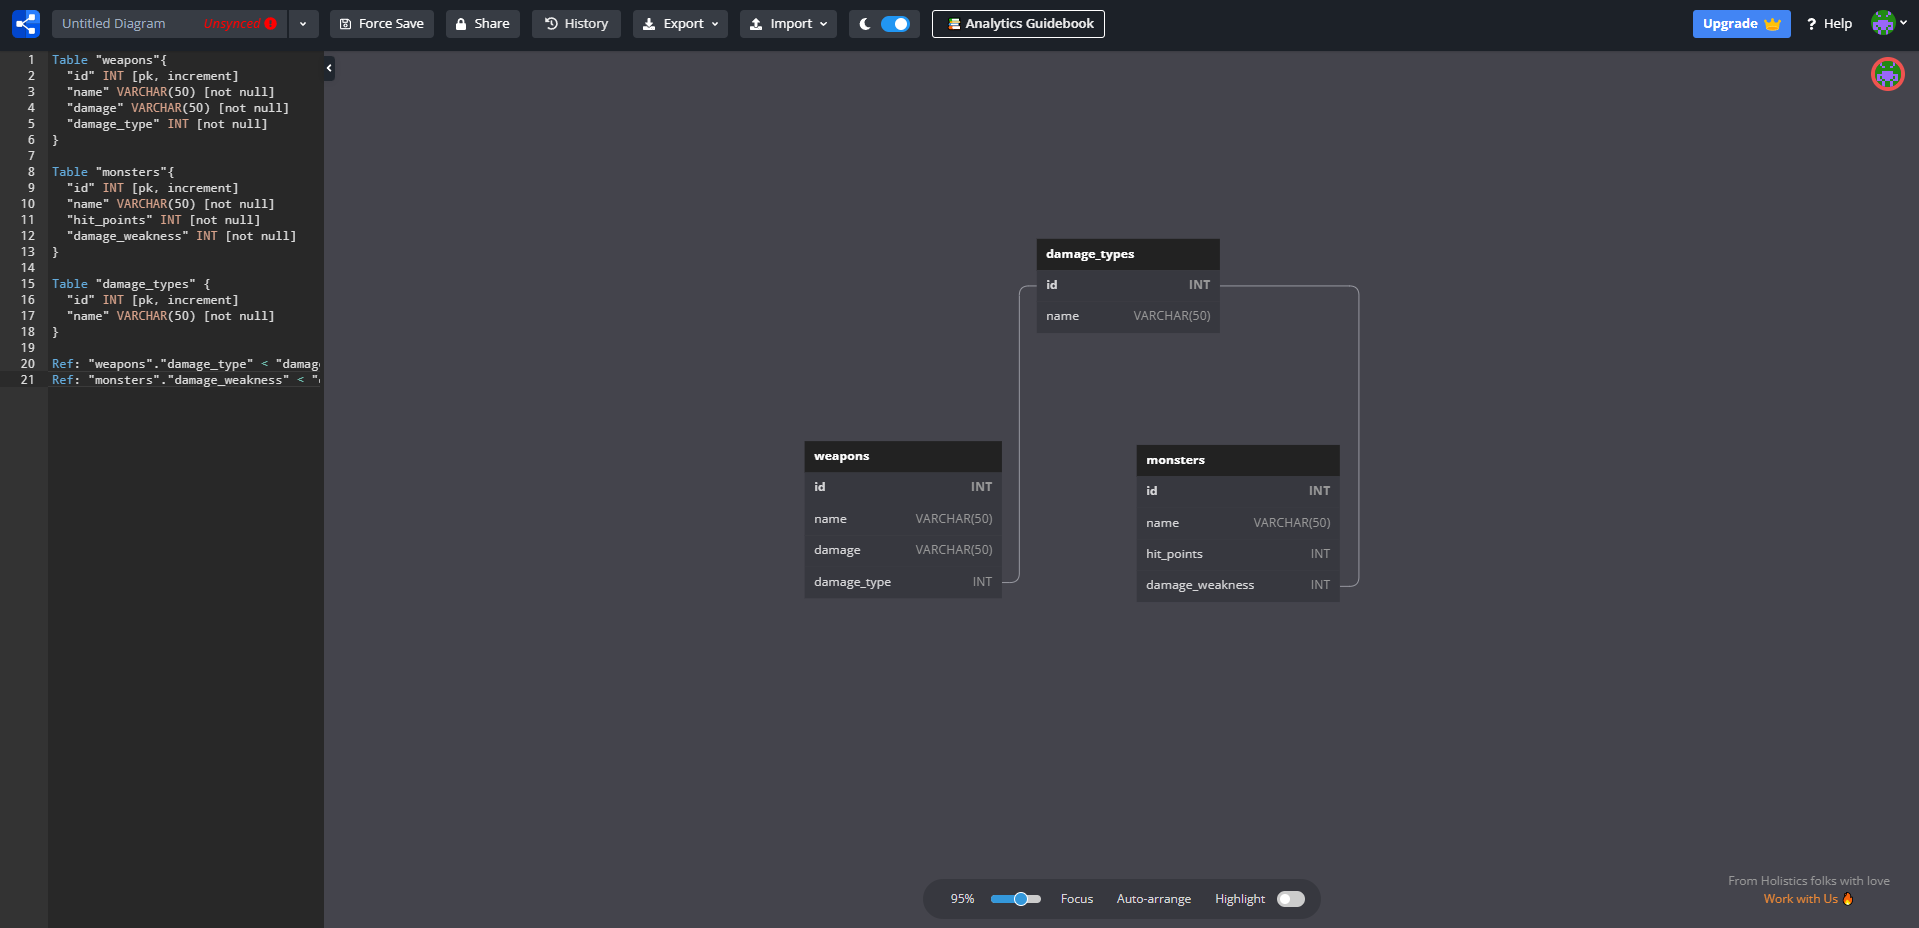 Untitled Diagram Unsynced
Force Save
Share
History
Export
Import
Analytics Guidebook
Upgrade
? Help
1 Table "weapons"{
2 "id" INT [pk, increment]
3 "name" VARCHAR(50) [not null]
4 "damage" VARCHAR(50) [not null]
5 "damage_type" INT [not null]
6 }
7
8 Table "monsters"{
9 "id" INT [pk, increment]
10 "name" VARCHAR(50) [not null]
11 "hit_points" INT [not null]
12 "damage_weakness" INT [not null]
13 }
14
15 Table "damage_types" {
16 "id" INT [pk, increment]
17 "name" VARCHAR(50) [not null]
18 }
19
20 Ref: "weapons"."damage_type" < "damag
21 Ref: "monsters"."damage_weakness" < "
damage_types
id INT
name VARCHAR(50)
weapons
id INT
name VARCHAR(50)
damage VARCHAR(50)
damage_type INT
monsters
id INT
name VARCHAR(50)
hit_points INT
damage_weakness INT
95% Focus Auto-arrange Highlight
From Holistics folks with love
Work with Us